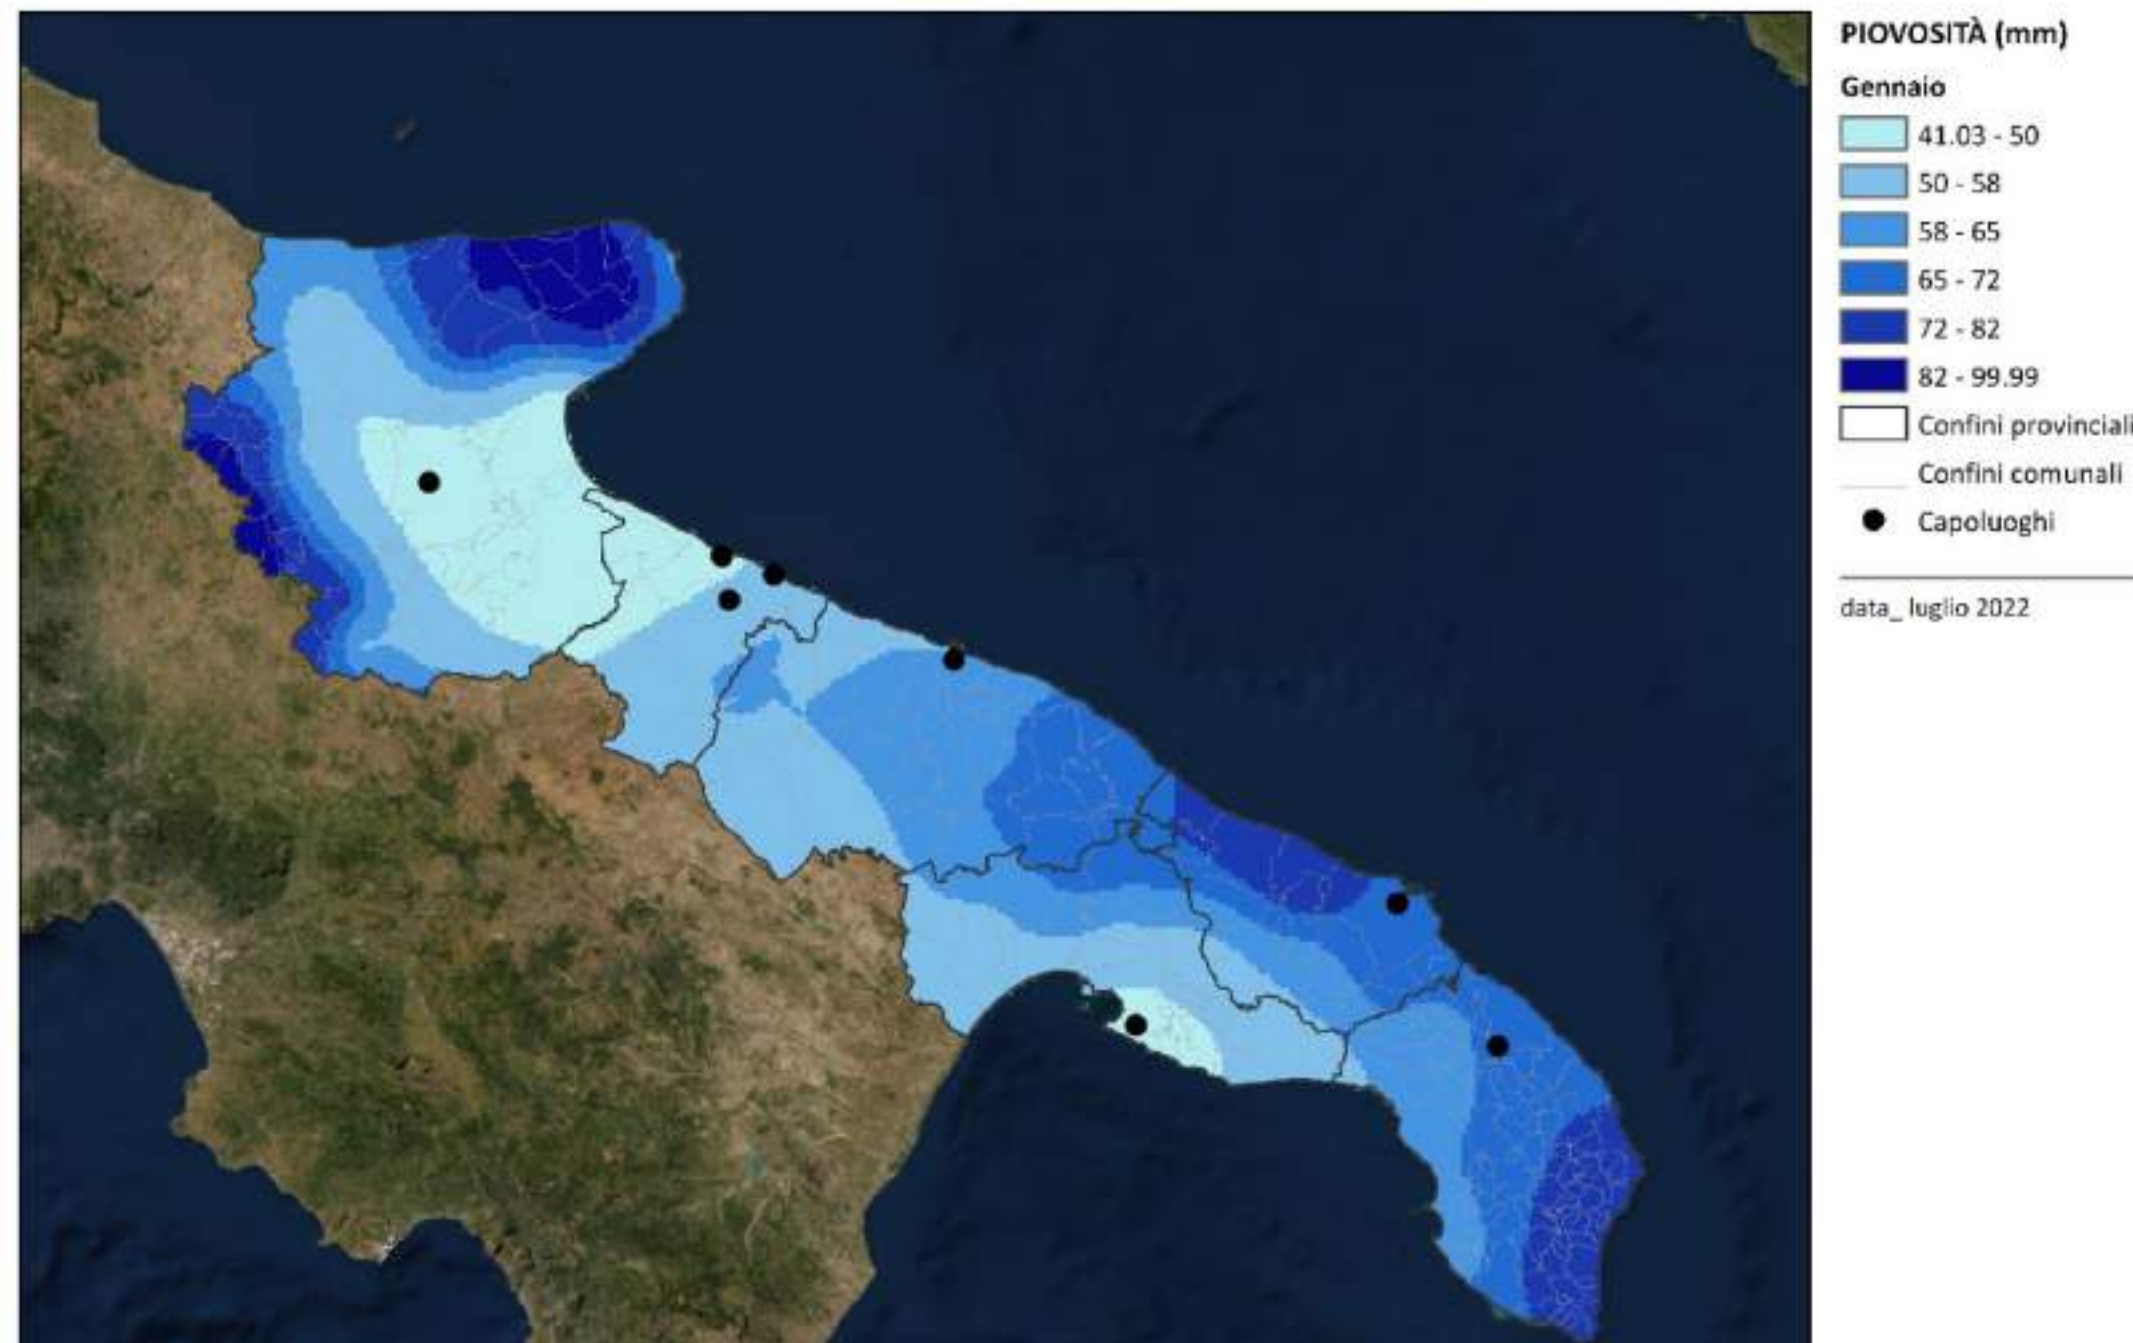 PIOVOSITÀ (mm)
Gennaio
41.03 - 50
50 - 58
58 - 65
65 - 72
72 - 82
82 - 99.99
Confini provinciali
Confini comunali
Capoluoghi
data_ luglio 2022